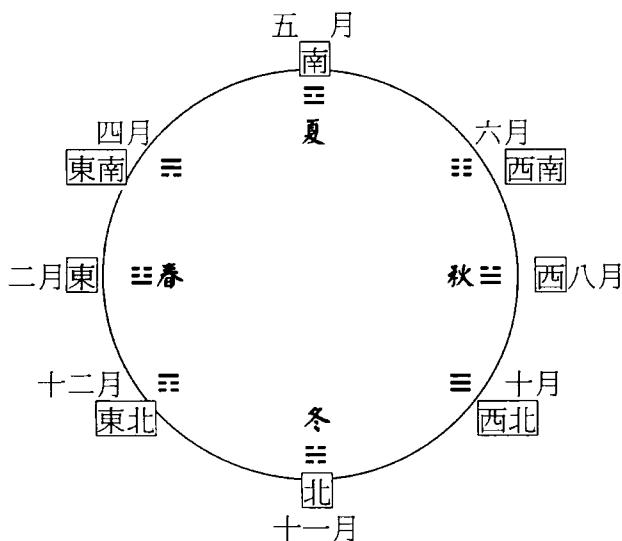 五 月
南
☲
夏
四月
東南
☴
六月
西南
☷
二月 東
☳ 春
秋 ☱
西 八月
十二月
東北
☶
十月
西北
☰
冬
☵
北
十一月